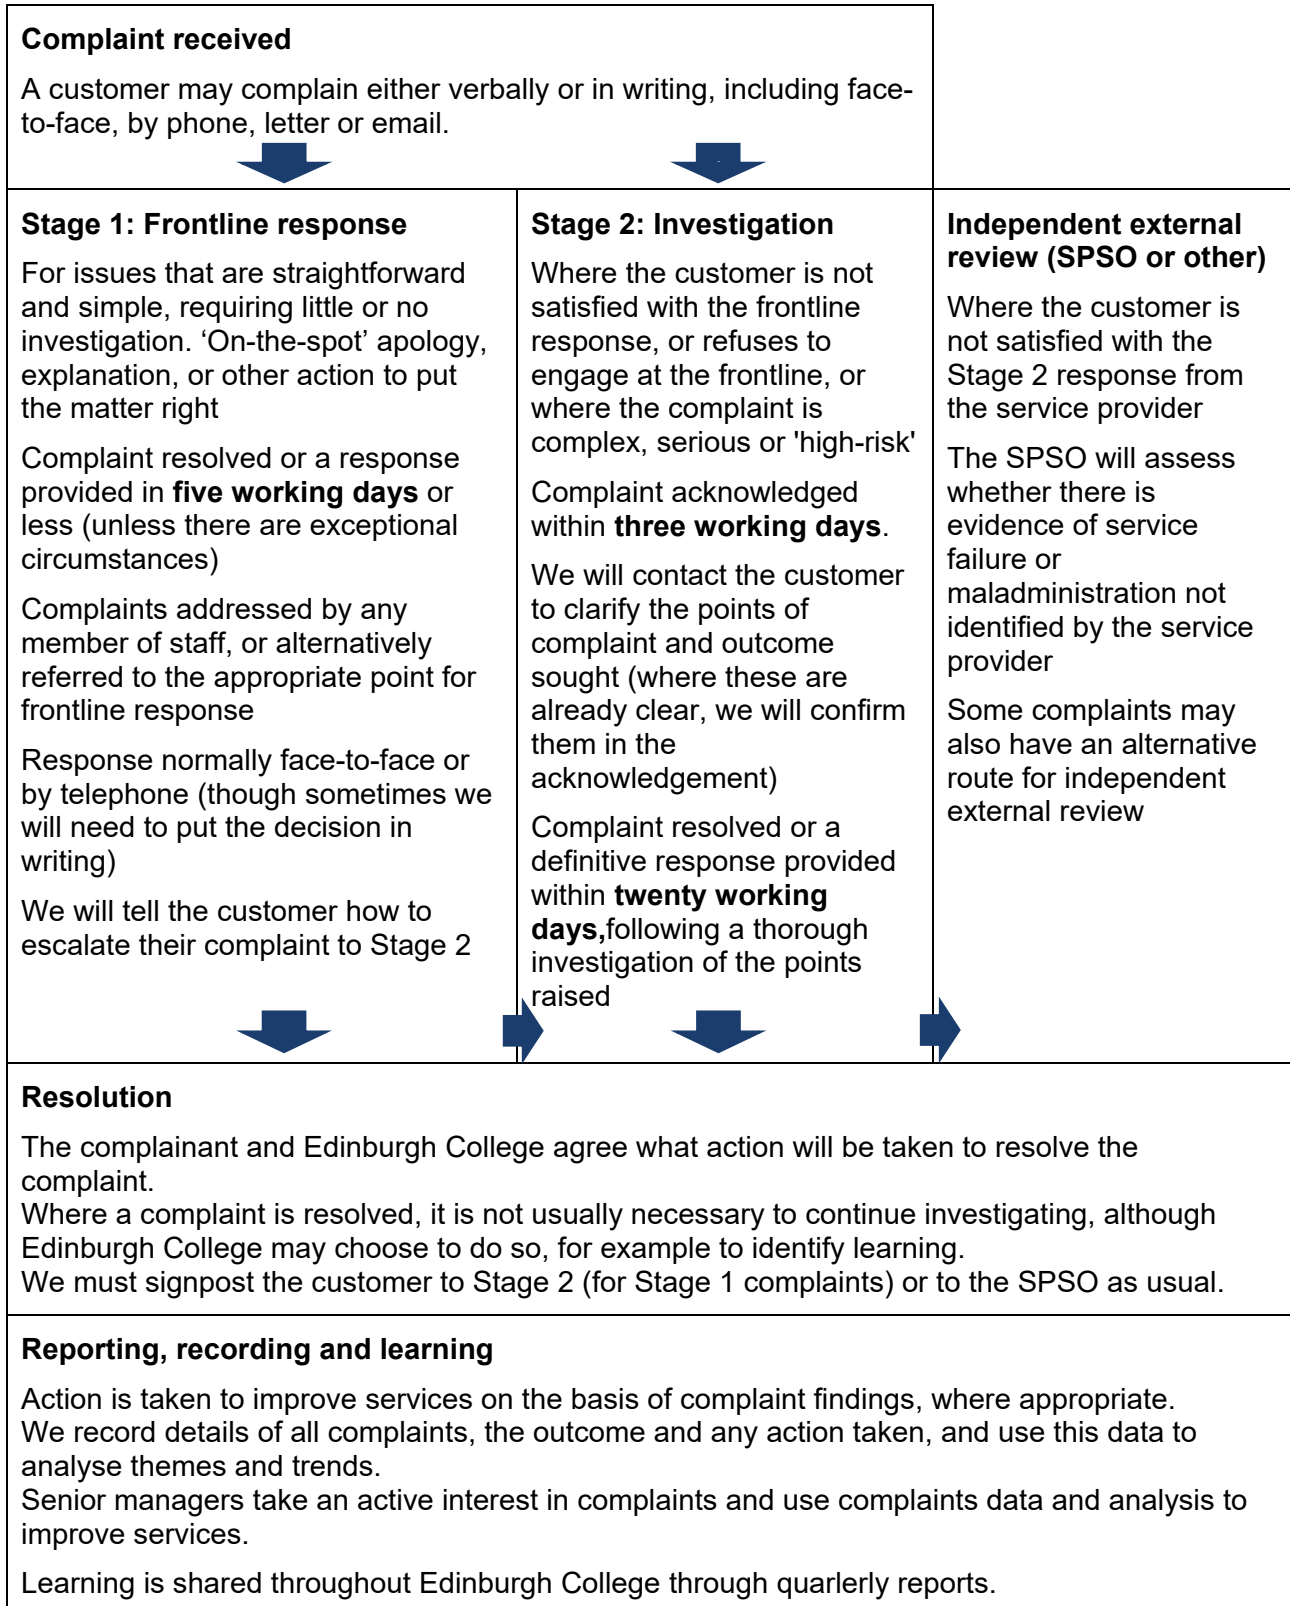 Complaint received
A customer may complain either verbally or in writing, including face-
to-face, by phone, letter or email.
Stage 1: Frontline response
For issues that are straightforward
and simple, requiring little or no
investigation. ‘On-the-spot’ apology,
explanation, or other action to put
the matter right
Complaint resolved or a response
provided in five working days or
less (unless there are exceptional
circumstances)
Complaints addressed by any
member of staff, or alternatively
referred to the appropriate point for
frontline response
Response normally face-to-face or
by telephone (though sometimes we
will need to put the decision in
writing)
We will tell the customer how to
escalate their complaint to Stage 2
Stage 2: Investigation
Where the customer is not
satisfied with the frontline
response, or refuses to
engage at the frontline, or
where the complaint is
complex, serious or 'high-risk'
Complaint acknowledged
within three working days.
We will contact the customer
to clarify the points of
complaint and outcome
sought (where these are
already clear, we will confirm
them in the
acknowledgement)
Complaint resolved or a
definitive response provided
within twenty working
days,following a thorough
investigation of the points
raised
Independent external
review (SPSO or other)
Where the customer is
not satisfied with the
Stage 2 response from
the service provider
The SPSO will assess
whether there is
evidence of service
failure or
maladministration not
identified by the service
provider
Some complaints may
also have an alternative
route for independent
external review
Resolution
The complainant and Edinburgh College agree what action will be taken to resolve the
complaint.
Where a complaint is resolved, it is not usually necessary to continue investigating, although
Edinburgh College may choose to do so, for example to identify learning.
We must signpost the customer to Stage 2 (for Stage 1 complaints) or to the SPSO as usual.
Reporting, recording and learning
Action is taken to improve services on the basis of complaint findings, where appropriate.
We record details of all complaints, the outcome and any action taken, and use this data to
analyse themes and trends.
Senior managers take an active interest in complaints and use complaints data and analysis to
improve services.
Learning is shared throughout Edinburgh College through quarlerly reports.